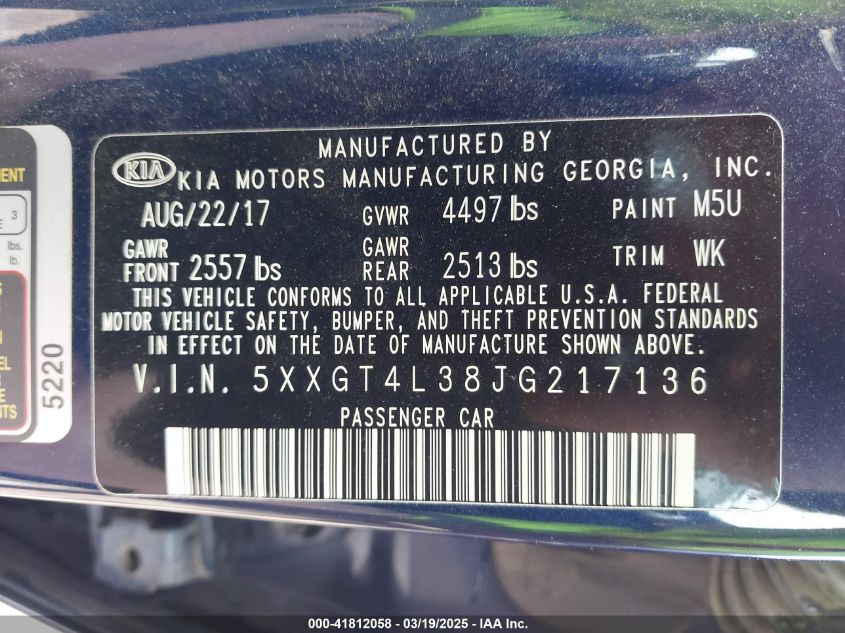 MANUFACTURED BY
KIA KIA MOTORS MANUFACTURING GEORGIA, INC.
AUG/22/17 GVWR 4497 lbs PAINT M5U
GAWR FRONT 2557 lbs GAWR REAR 2513 lbs TRIM WK
THIS VEHICLE CONFORMS TO ALL APPLICABLE U.S.A. FEDERAL
MOTOR VEHICLE SAFETY, BUMPER, AND THEFT PREVENTION STANDARDS
IN EFFECT ON THE DATE OF MANUFACTURE SHOWN ABOVE.
V.I.N. 5XXGT4L38JG217136
PASSENGER CAR
3
lbs.
lb.
5220
000-41812058 - 03/19/2025 - IAA Inc.